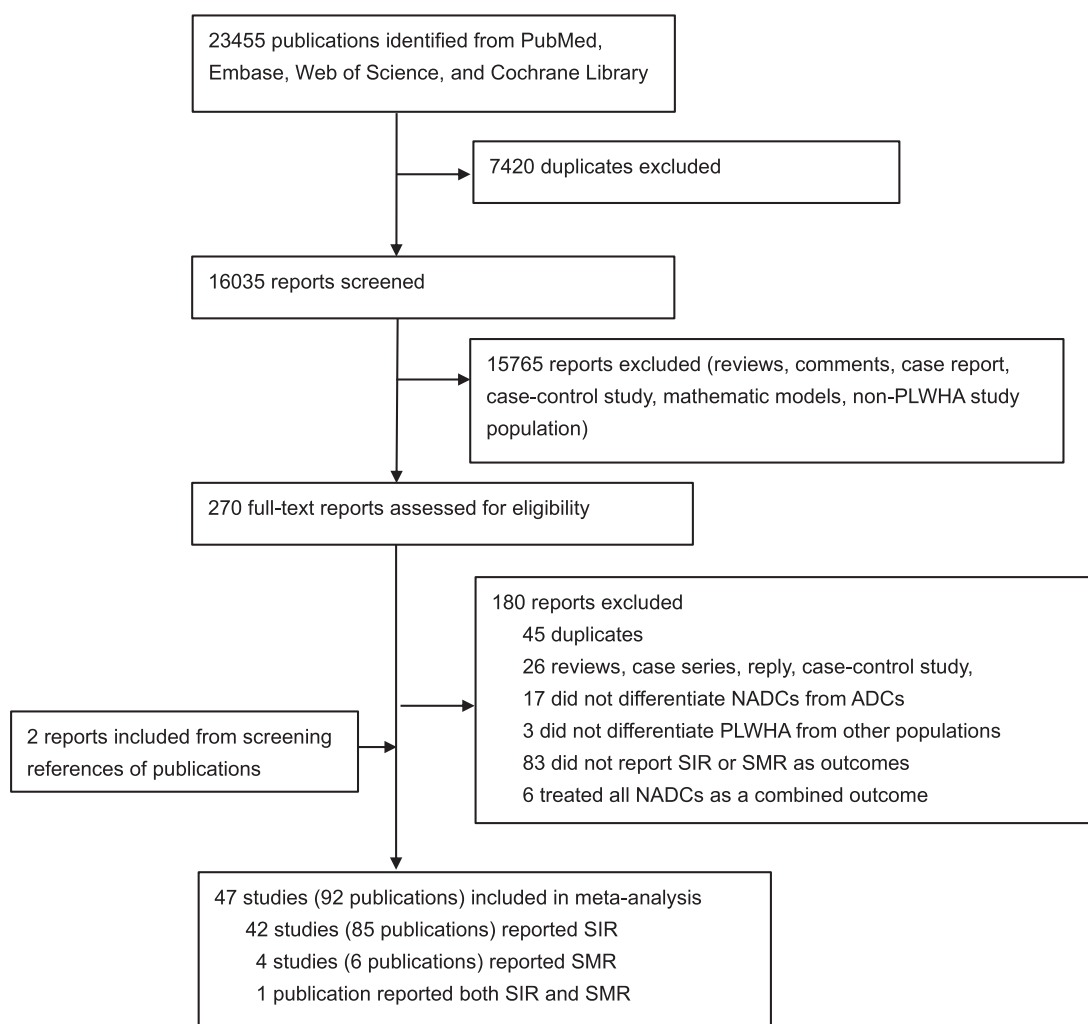 23455 publications identified from PubMed,
Embase, Web of Science, and Cochrane Library
7420 duplicates excluded
16035 reports screened
15765 reports excluded (reviews, comments, case report,
case-control study, mathematic models, non-PLWHA study
population)
270 full-text reports assessed for eligibility
180 reports excluded
45 duplicates
26 reviews, case series, reply, case-control study,
17 did not differentiate NADCs from ADCs
3 did not differentiate PLWHA from other populations
83 did not report SIR or SMR as outcomes
6 treated all NADCs as a combined outcome
2 reports included from screening
references of publications
47 studies (92 publications) included in meta-analysis
42 studies (85 publications) reported SIR
4 studies (6 publications) reported SMR
1 publication reported both SIR and SMR